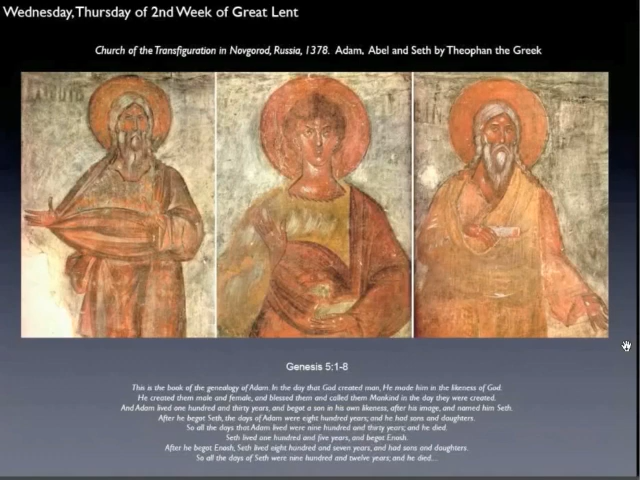 Wednesday, Thursday of 2nd Week of Great Lent
Church of the Transfiguration in Novgorod, Russia, 1378. Adam, Abel and Seth by Theophan the Greek
Genesis 5:1-8
This is the book of the genealogy of Adam. In the day that God created man, He made him in the likeness of God.
He created them male and female, and blessed them and called them Mankind in the day they were created.
And Adam lived one hundred and thirty years, and begot a son in his own likeness, after his image, and named him Seth.
After he begot Seth, the days of Adam were eight hundred years; and he had sons and daughters.
So all the days that Adam lived were nine hundred and thirty years; and he died.
Seth lived one hundred and five years, and begot Enosh.
After he begot Enosh, Seth lived eight hundred and seven years, and had sons and daughters.
So all the days of Seth were nine hundred and twelve years; and he died...